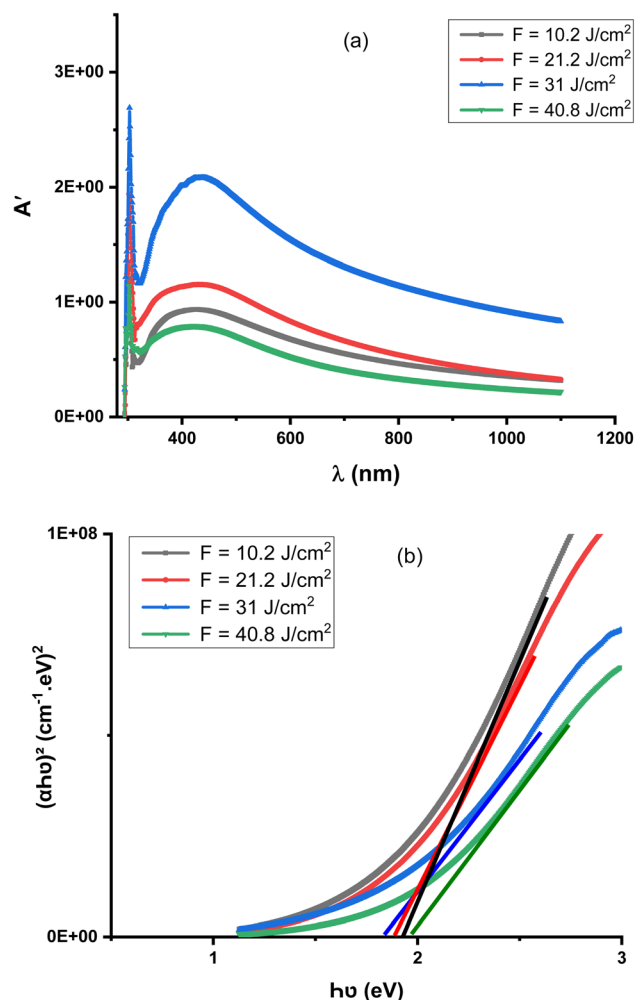 (a)
F = 10.2 J/cm²
F = 21.2 J/cm²
F = 31 J/cm²
F = 40.8 J/cm²
3E+00
2E+00
1E+00
0E+00
A′
400 600 800 1000 1200
λ (nm)
1E+08
(b)
F = 10.2 J/cm²
F = 21.2 J/cm²
F = 31 J/cm²
F = 40.8 J/cm²
(αhυ)² (cm⁻¹.eV)²
0E+00
1 2 3
hυ (eV)